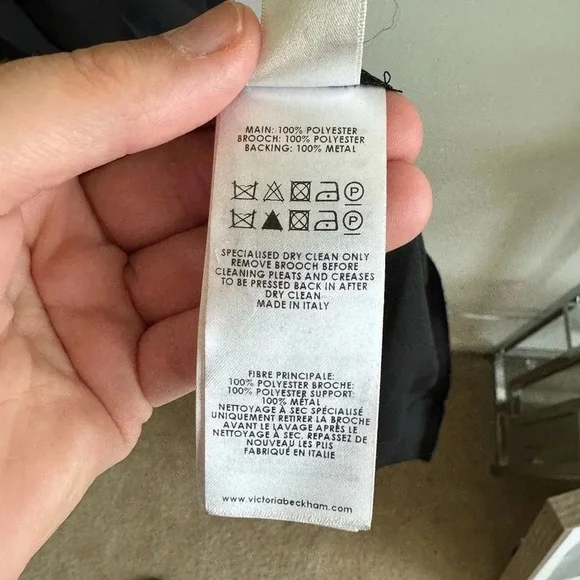 MAIN: 100% POLYESTER
BROOCH: 100% POLYESTER
BACKING: 100% METAL
P
P
SPECIALISED DRY CLEAN ONLY
REMOVE BROOCH BEFORE
CLEANING PLEATS AND CREASES
TO BE PRESSED BACK IN AFTER
DRY CLEAN
MADE IN ITALY
FIBRE PRINCIPALE:
100% POLYESTER BROCHE:
100% POLYESTER SUPPORT:
100% MÉTAL
NETTOYAGE À SEC SPÉCIALISÉ
UNIQUEMENT RETIRER LA BROCHE
AVANT LE LAVAGE APRÈS LE
NETTOYAGE À SEC, REPASSEZ DE
NOUVEAU LES PLIS
FABRIQUÉ EN ITALIE
www.victoriabeckham.com